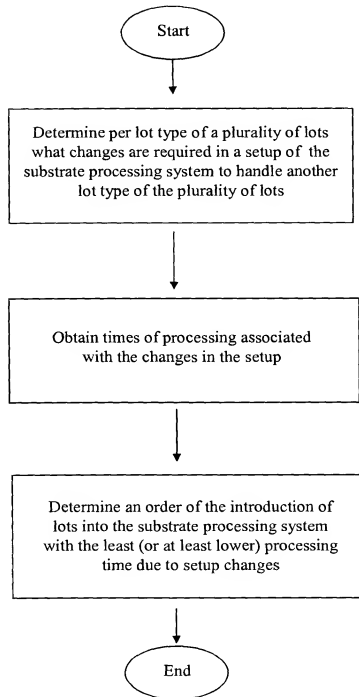 Start
Determine per lot type of a plurality of lots
what changes are required in a setup of the
substrate processing system to handle another
lot type of the plurality of lots
Obtain times of processing associated
with the changes in the setup
Determine an order of the introduction of
lots into the substrate processing system
with the least (or at least lower) processing
time due to setup changes
End